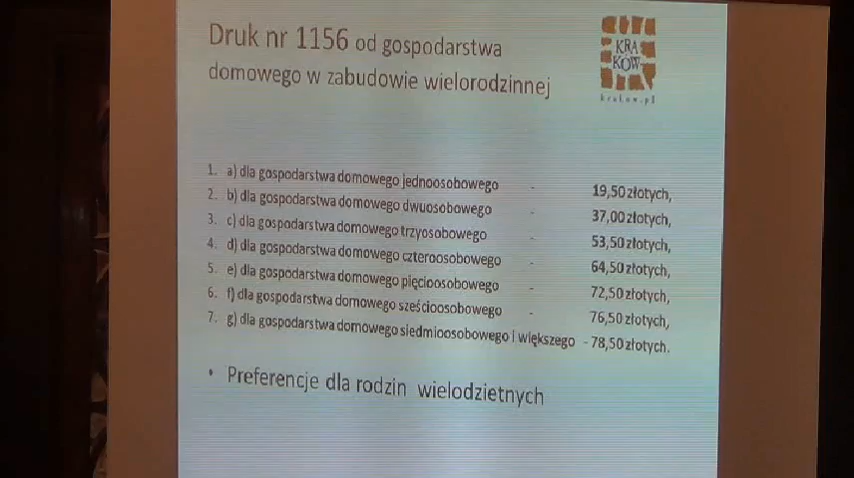 Druk nr 1156 od gospodarstwa
domowego w zabudowie wielorodzinnej
KRA
KÓW
krakow.pl
1. a) dla gospodarstwa domowego jednoosobowego - 19,50 złotych,
2. b) dla gospodarstwa domowego dwuosobowego - 37,00 złotych,
3. c) dla gospodarstwa domowego trzyosobowego - 53,50 złotych,
4. d) dla gospodarstwa domowego czteroosobowego - 64,50 złotych,
5. e) dla gospodarstwa domowego pięcioosobowego - 72,50 złotych,
6. f) dla gospodarstwa domowego sześcioosobowego - 76,50 złotych,
7. g) dla gospodarstwa domowego siedmioosobowego i większego - 78,50 złotych.
• Preferencje dla rodzin wielodzietnych